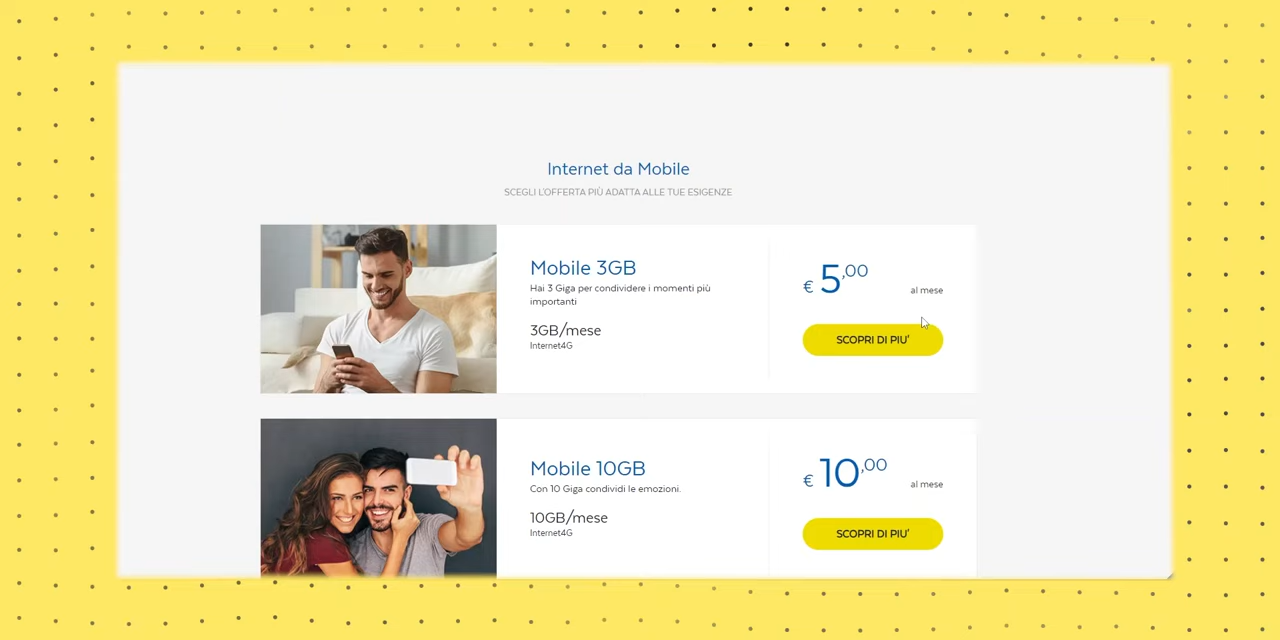 Internet da Mobile
SCEGLI L'OFFERTA PIÙ ADATTA ALLE TUE ESIGENZE
Mobile 3GB
Hai 3 Giga per condividere i momenti più
importanti
3GB/mese
Internet4G
€ 5,00
al mese
SCOPRI DI PIU'
Mobile 10GB
Con 10 Giga condividi le emozioni.
10GB/mese
Internet4G
€ 10,00
al mese
SCOPRI DI PIU'